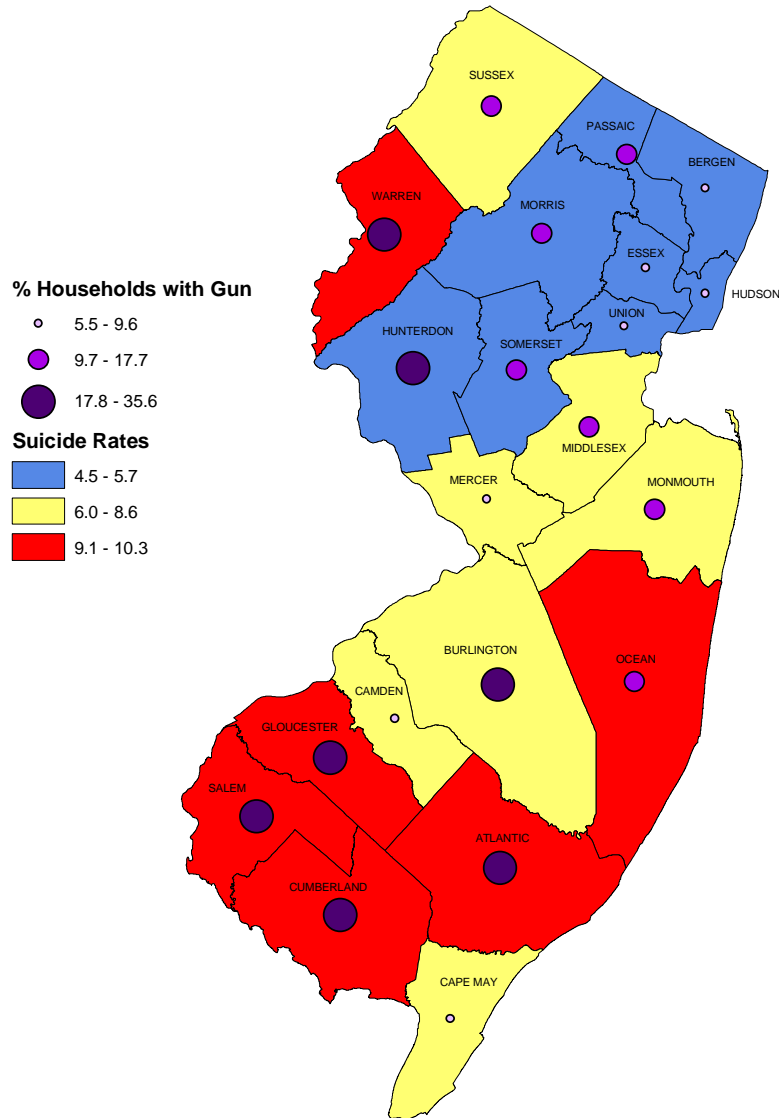 SUSSEX
PASSAIC
BERGEN
WARREN
MORRIS
ESSEX
% Households with Gun
HUDSON
5.5 - 9.6
UNION
HUNTERDON
SOMERSET
9.7 - 17.7
17.8 - 35.6
Suicide Rates
MIDDLESEX
4.5 - 5.7
MERCER
MONMOUTH
6.0 - 8.6
9.1 - 10.3
BURLINGTON
OCEAN
CAMDEN
GLOUCESTER
SALEM
ATLANTIC
CUMBERLAND
CAPE MAY